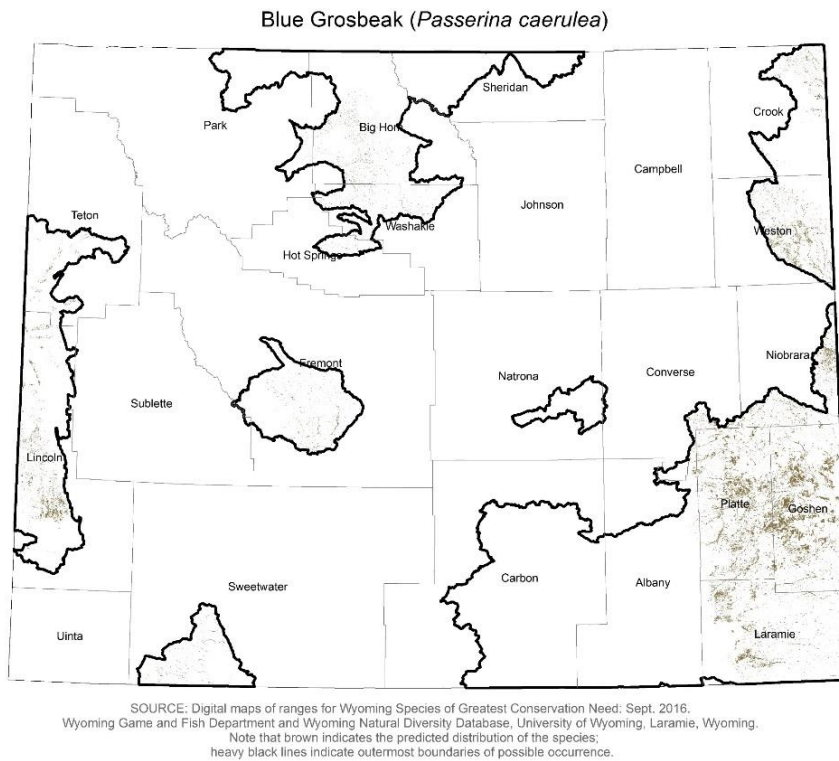 Blue Grosbeak (Passerina caerulea)
Sheridan
Park
Big Horn
Crook
Campbell
Johnson
Teton
Washakie
Weston
Hot Springs
Fremont
Niobrara
Natrona
Converse
Sublette
Lincoln
Platte
Goshen
Carbon
Albany
Sweetwater
Uinta
Laramie
SOURCE: Digital maps of ranges for Wyoming Species of Greatest Conservation Need: Sept. 2016.
Wyoming Game and Fish Department and Wyoming Natural Diversity Database, University of Wyoming, Laramie, Wyoming.
Note that brown indicates the predicted distribution of the species;
heavy black lines indicate outermost boundaries of possible occurrence.